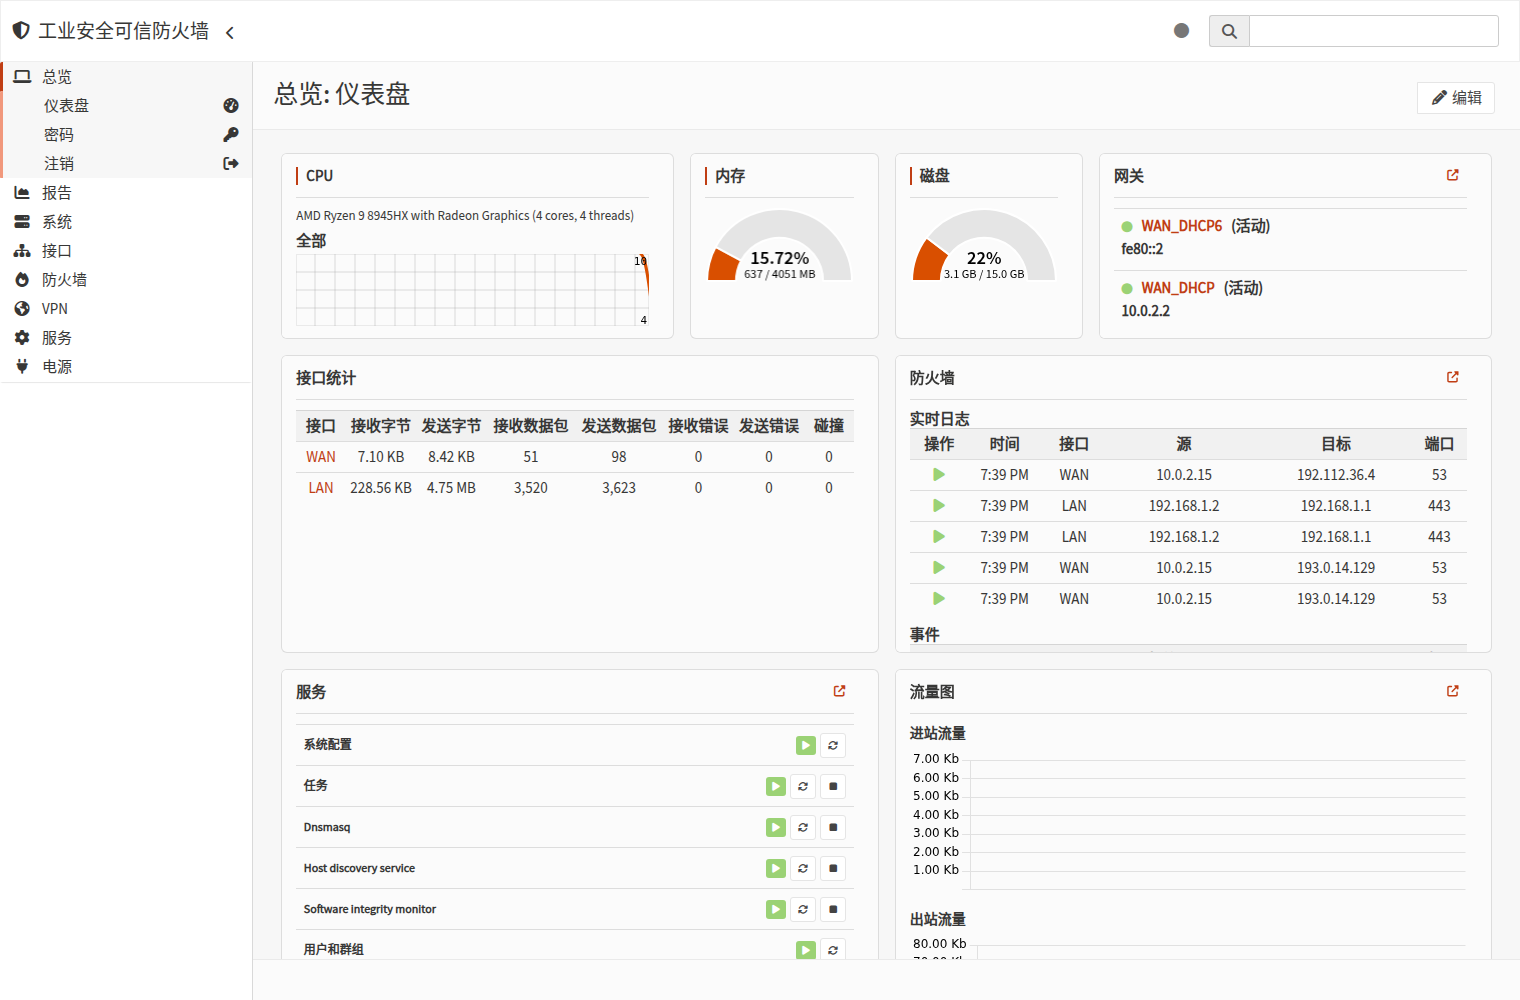 工业安全可信防火墙
总览
仪表盘
密码
注销
报告
系统
接口
防火墙
VPN
服务
电源
总览: 仪表盘
编辑
CPU
AMD Ryzen 9 8945HX with Radeon Graphics (4 cores, 4 threads)
全部
10
4
内存
15.72%
637 / 4051 MB
磁盘
22%
3.1 GB / 15.0 GB
网关
WAN_DHCP6 (活动)
fe80::2
WAN_DHCP (活动)
10.0.2.2
接口统计
接口 接收字节 发送字节 接收数据包 发送数据包 接收错误 发送错误 碰撞
WAN 7.10 KB 8.42 KB 51 98 0 0 0
LAN 228.56 KB 4.75 MB 3,520 3,623 0 0 0
防火墙
实时日志
操作 时间 接口 源 目标 端口
7:39 PM WAN 10.0.2.15 192.112.36.4 53
7:39 PM LAN 192.168.1.2 192.168.1.1 443
7:39 PM LAN 192.168.1.2 192.168.1.1 443
7:39 PM WAN 10.0.2.15 193.0.14.129 53
7:39 PM WAN 10.0.2.15 193.0.14.129 53
事件
服务
系统配置
任务
Dnsmasq
Host discovery service
Software integrity monitor
用户和群组
流量图
进站流量
7.00 Kb
6.00 Kb
5.00 Kb
4.00 Kb
3.00 Kb
2.00 Kb
1.00 Kb
出站流量
80.00 Kb